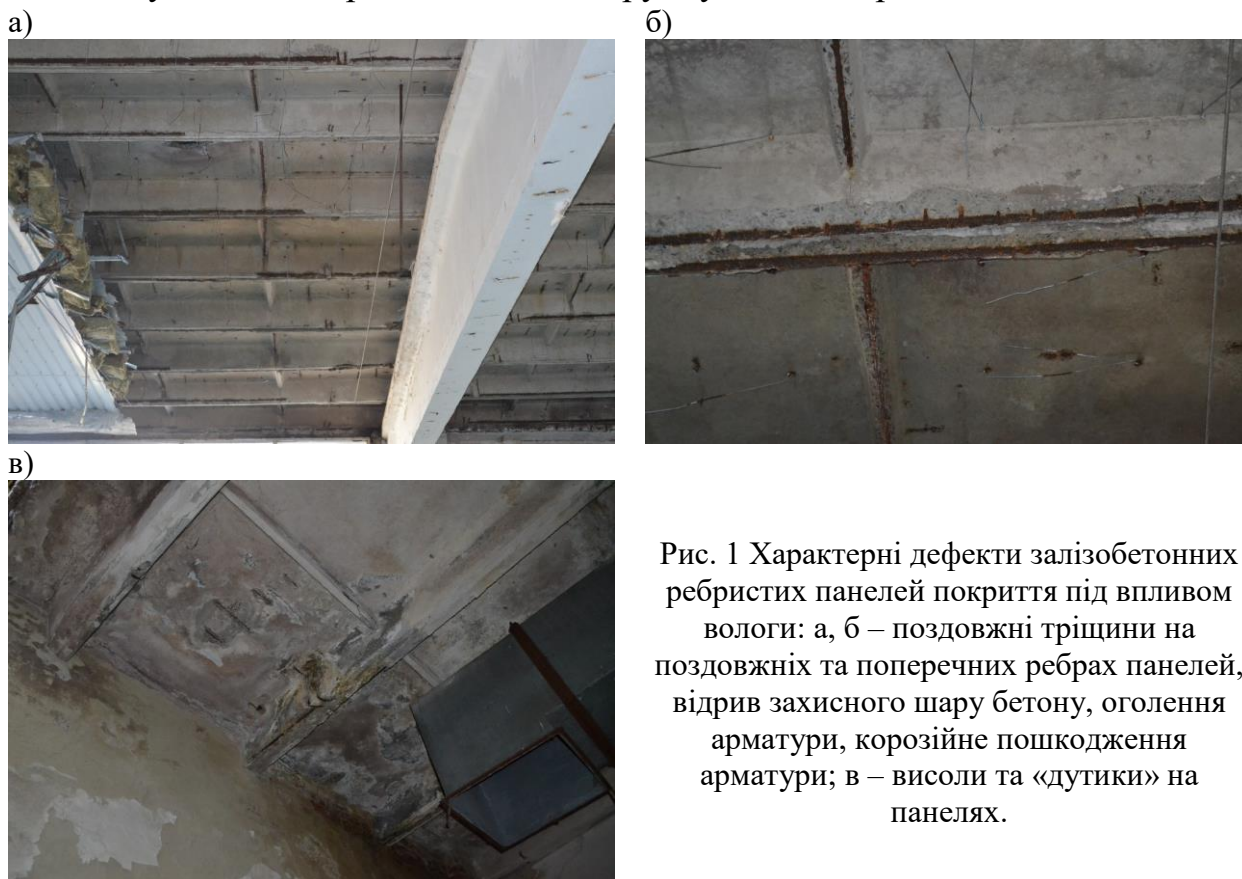 а)
б)
в)
Рис. 1 Характерні дефекти залізобетонних
ребристих панелей покриття під впливом
вологи: а, б – поздовжні тріщини на
поздовжніх та поперечних ребрах панелей,
відрив захисного шару бетону, оголення
арматури, корозійне пошкодження
арматури; в – висоли та «дутики» на
панелях.